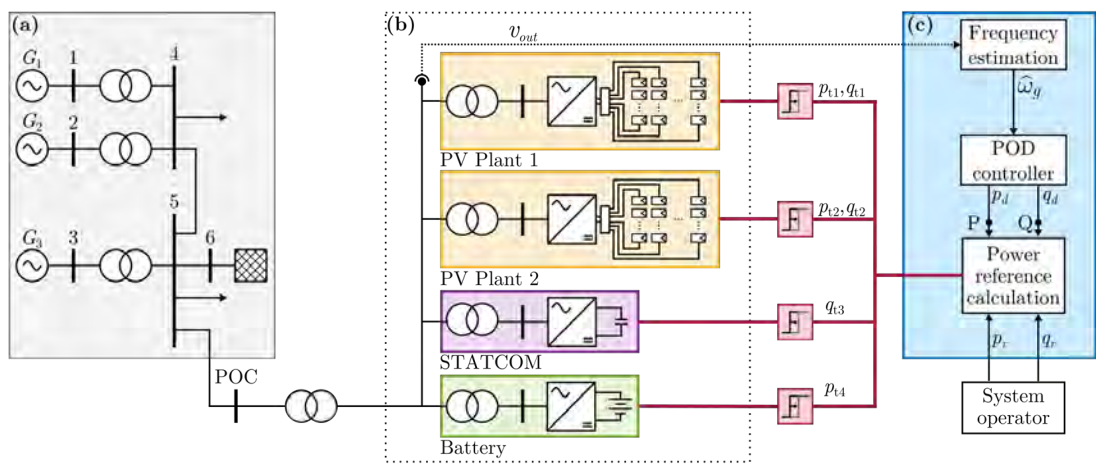 (a)
G₁
1
4
G₂
2
5
G₃
3
6
POC
(b)
v_out
PV Plant 1
PV Plant 2
STATCOM
Battery
p_t1, q_t1
p_t2, q_t2
q_t3
p_t4
(c)
Frequency
estimation
ω̂_g
POD
controller
p_d
q_d
P
Q
Power
reference
calculation
p_r
q_r
System
operator